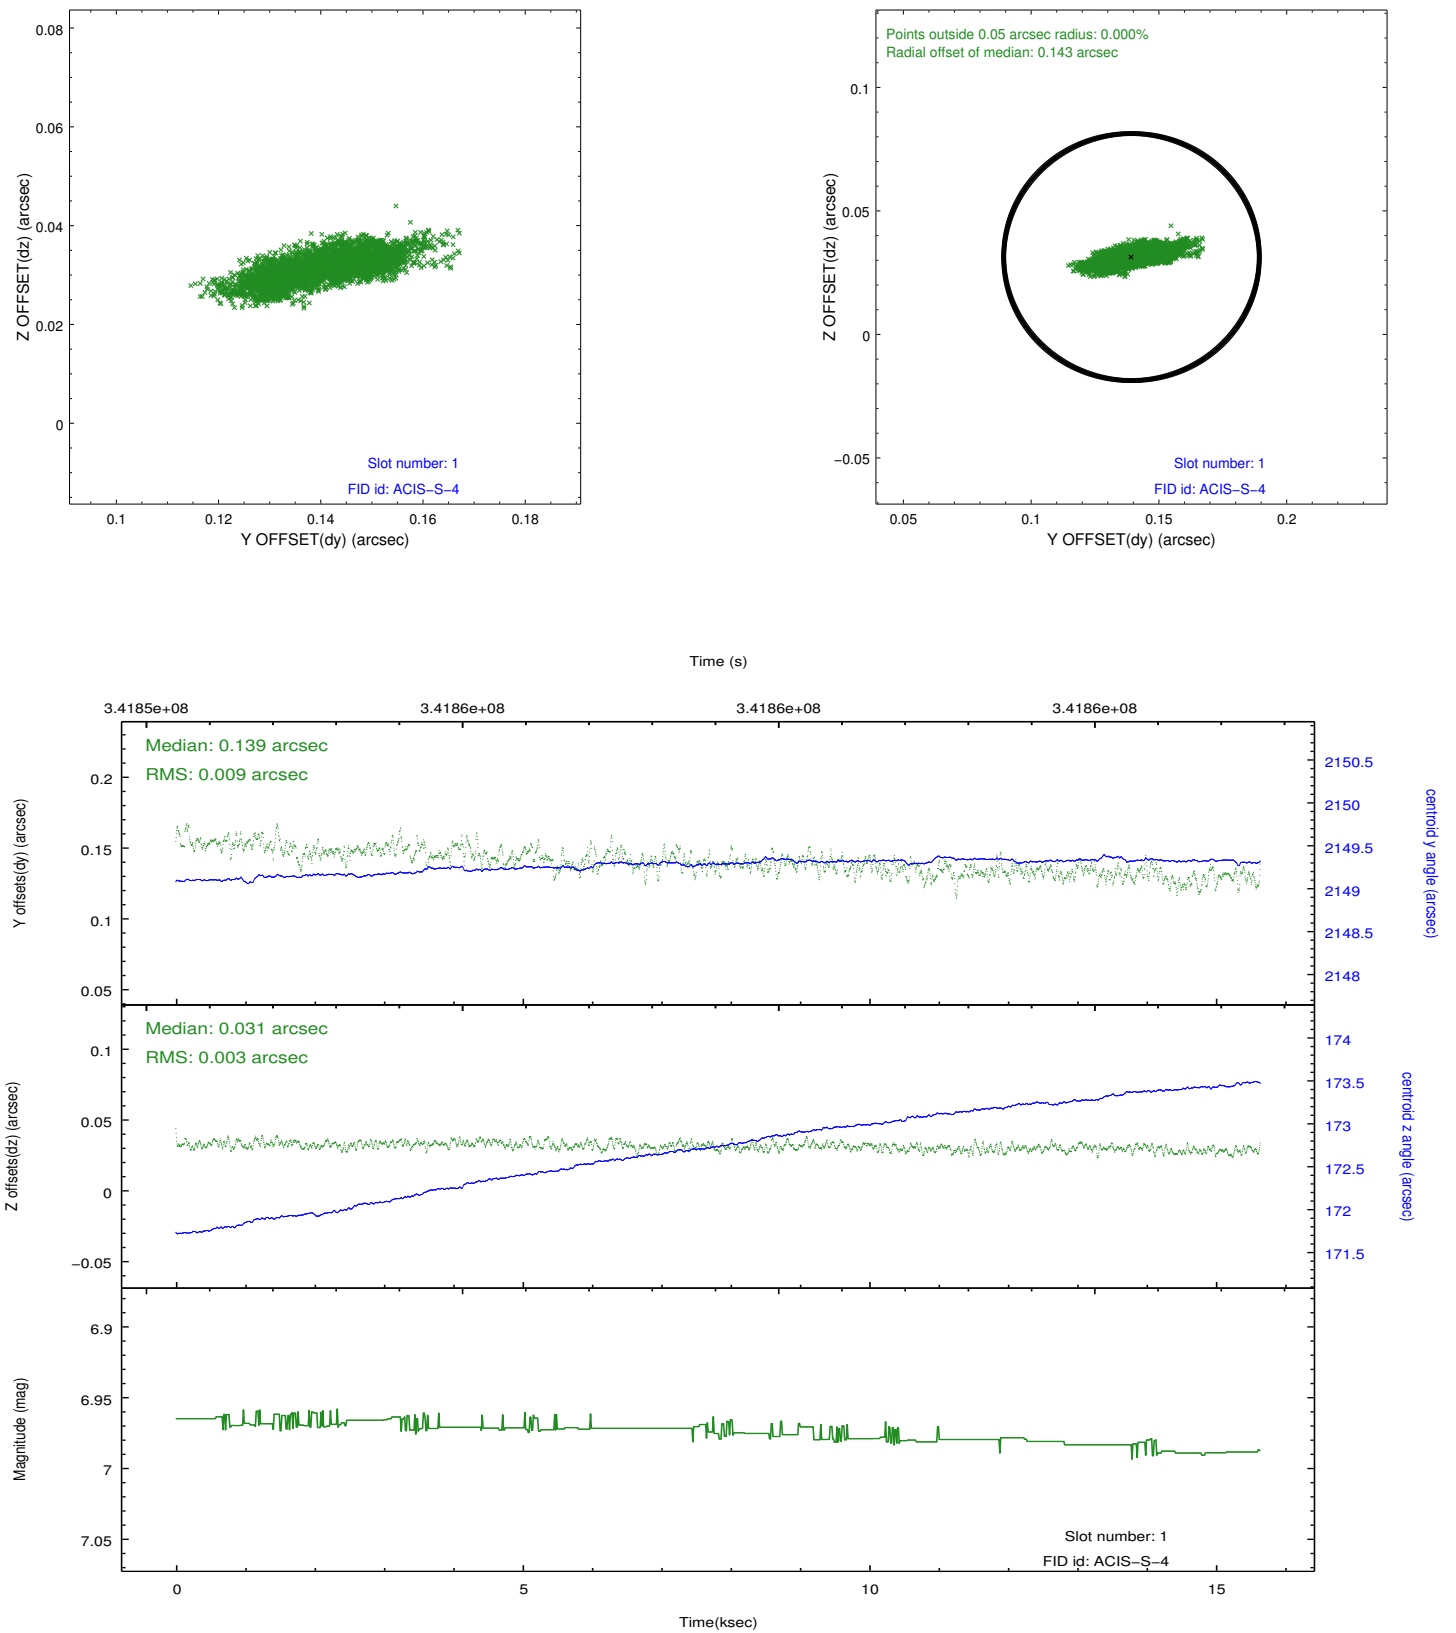 0.08
0.06
0.04
0.02
0
Z OFFSET(dz) (arcsec)
Slot number: 1
FID id: ACIS−S−4
0.1 0.12 0.14 0.16 0.18
Y OFFSET(dy) (arcsec)
Points outside 0.05 arcsec radius: 0.000%
Radial offset of median: 0.143 arcsec
0.1
0.05
0
−0.05
Z OFFSET(dz) (arcsec)
Slot number: 1
FID id: ACIS−S−4
0.05 0.1 0.15 0.2
Y OFFSET(dy) (arcsec)
Time (s)
3.4185e+08 3.4186e+08 3.4186e+08 3.4186e+08
Median: 0.139 arcsec
RMS: 0.009 arcsec
0.2
0.15
0.1
0.05
Y offsets(dy) (arcsec)
2150.5
2150
2149.5
2149
2148.5
2148
centroid y angle (arcsec)
Median: 0.031 arcsec
RMS: 0.003 arcsec
0.1
0.05
0
−0.05
Z offsets(dz) (arcsec)
174
173.5
173
172.5
172
171.5
centroid z angle (arcsec)
6.9
6.95
7
7.05
Magnitude (mag)
Slot number: 1
FID id: ACIS−S−4
0 5 10 15
Time(ksec)